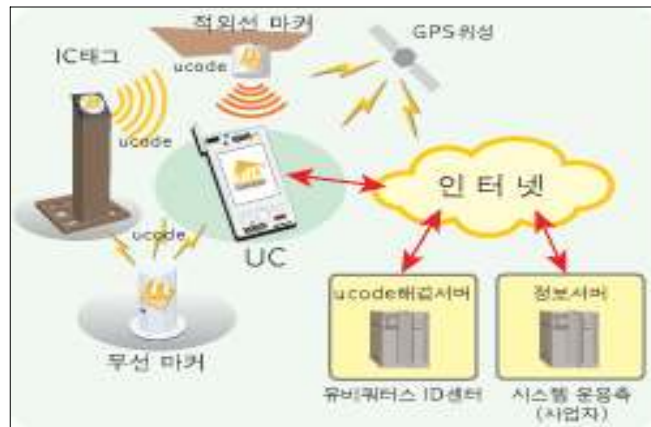 적외선 마커
GPS위성
IC태그
ucode
ucode
인터넷
ucode
UC
ucode해결서버
정보서버
무선 마커
유비쿼터스 ID센터
시스템 운용측
(사업자)